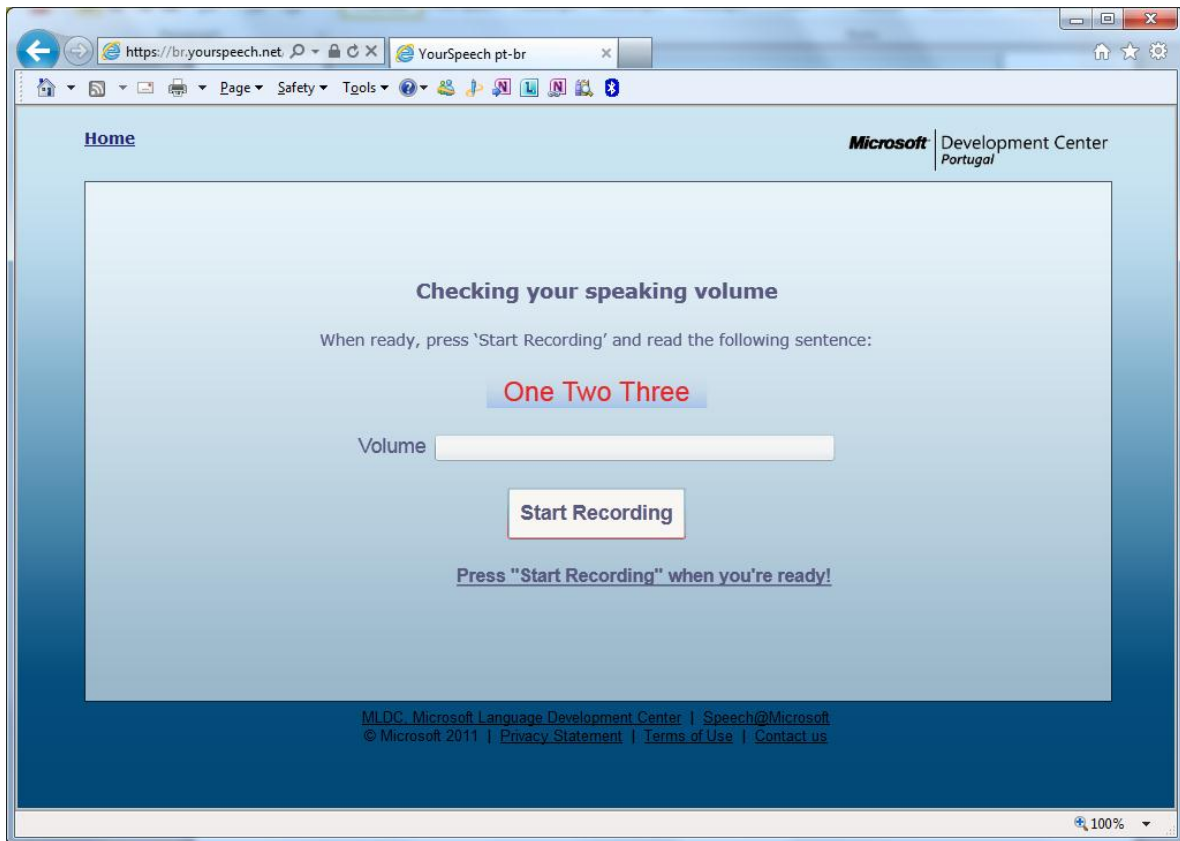 https://br.yourspeech.net
YourSpeech pt-br
Page Safety Tools
Home
Microsoft Development Center
Portugal
Checking your speaking volume
When ready, press ‘Start Recording’ and read the following sentence:
One Two Three
Volume
Start Recording
Press "Start Recording" when you're ready!
MLDC, Microsoft Language Development Center | Speech@Microsoft
© Microsoft 2011 | Privacy Statement | Terms of Use | Contact us
100%